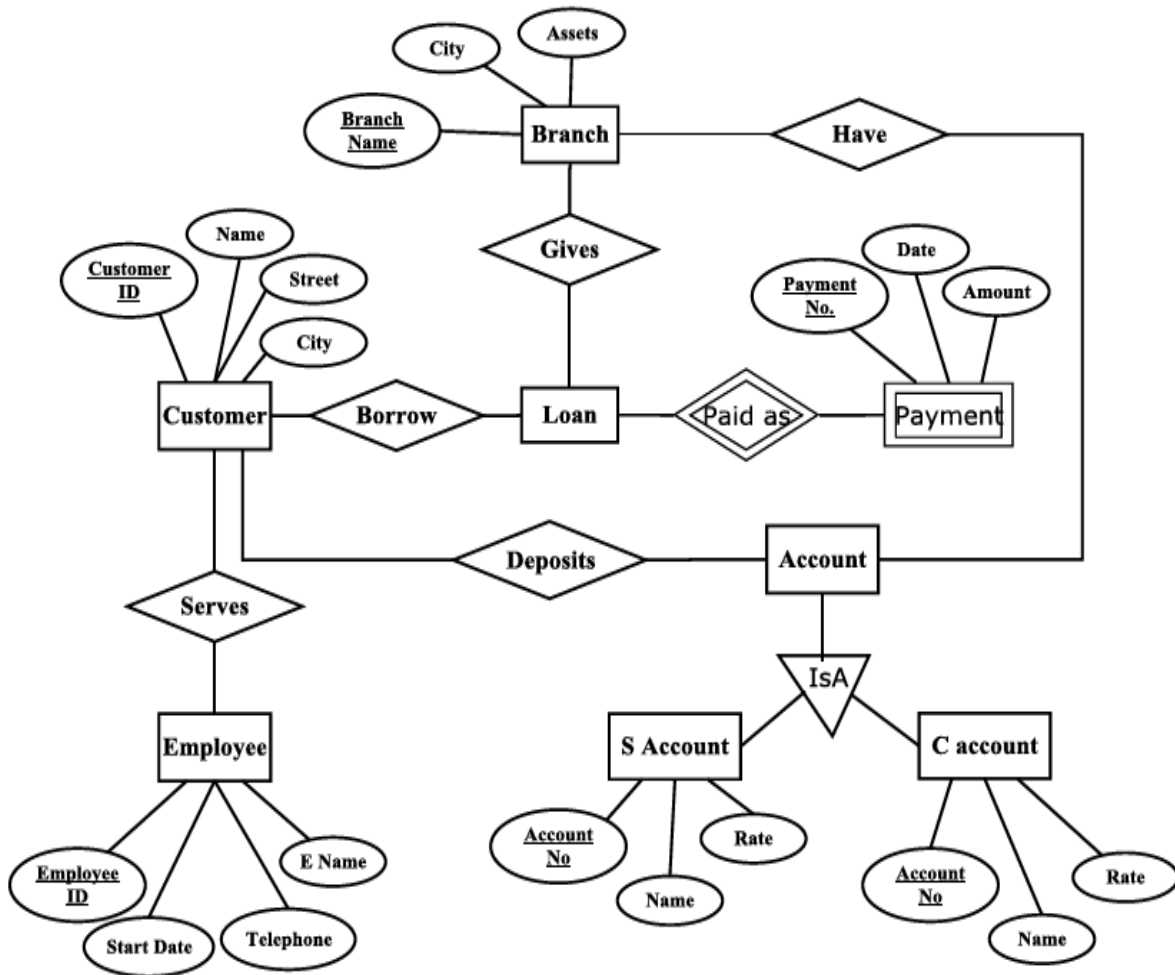 Assets
City
Branch
Name
Branch
Have
Name
Gives
Date
Customer
ID
Street
Payment
No.
Amount
City
Customer
Borrow
Loan
Paid as
Payment
Deposits
Account
Serves
IsA
Employee
S Account
C account
Account
No
Rate
E Name
Employee
ID
Account
No
Rate
Name
Start Date
Telephone
Name